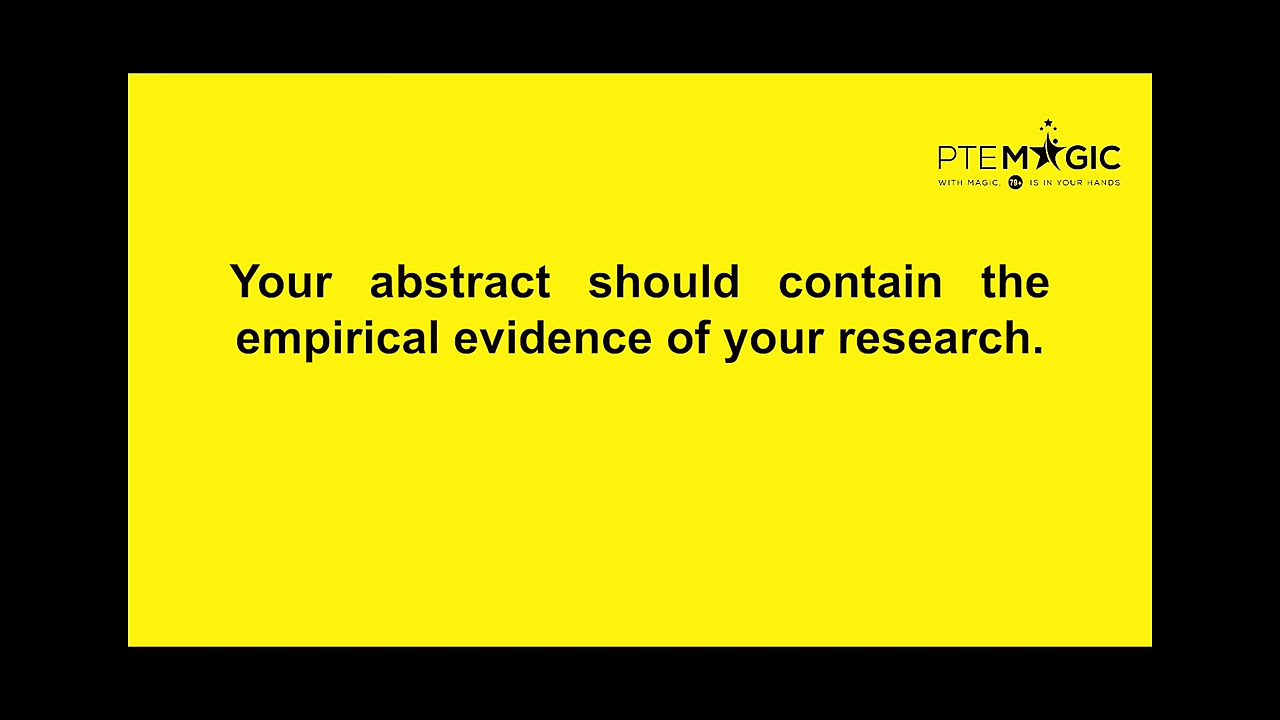 PTEMAGIC
WITH MAGIC, 79+ IS IN YOUR HANDS
Your abstract should contain the
empirical evidence of your research.